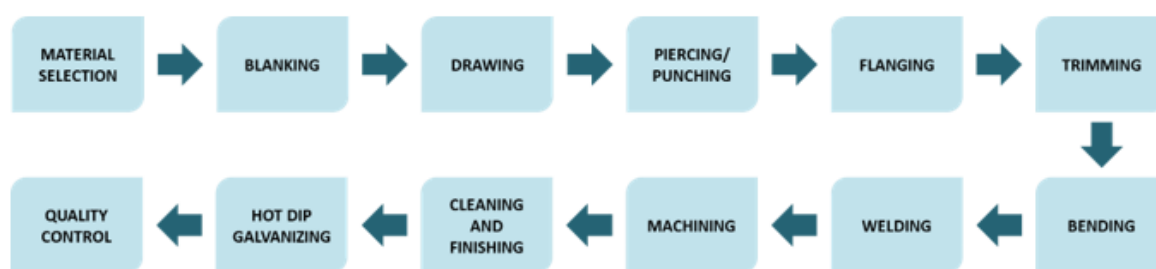 MATERIAL
SELECTION
BLANKING
DRAWING
PIERCING/
PUNCHING
FLANGING
TRIMMING
BENDING
WELDING
MACHINING
CLEANING
AND
FINISHING
HOT DIP
GALVANIZING
QUALITY
CONTROL